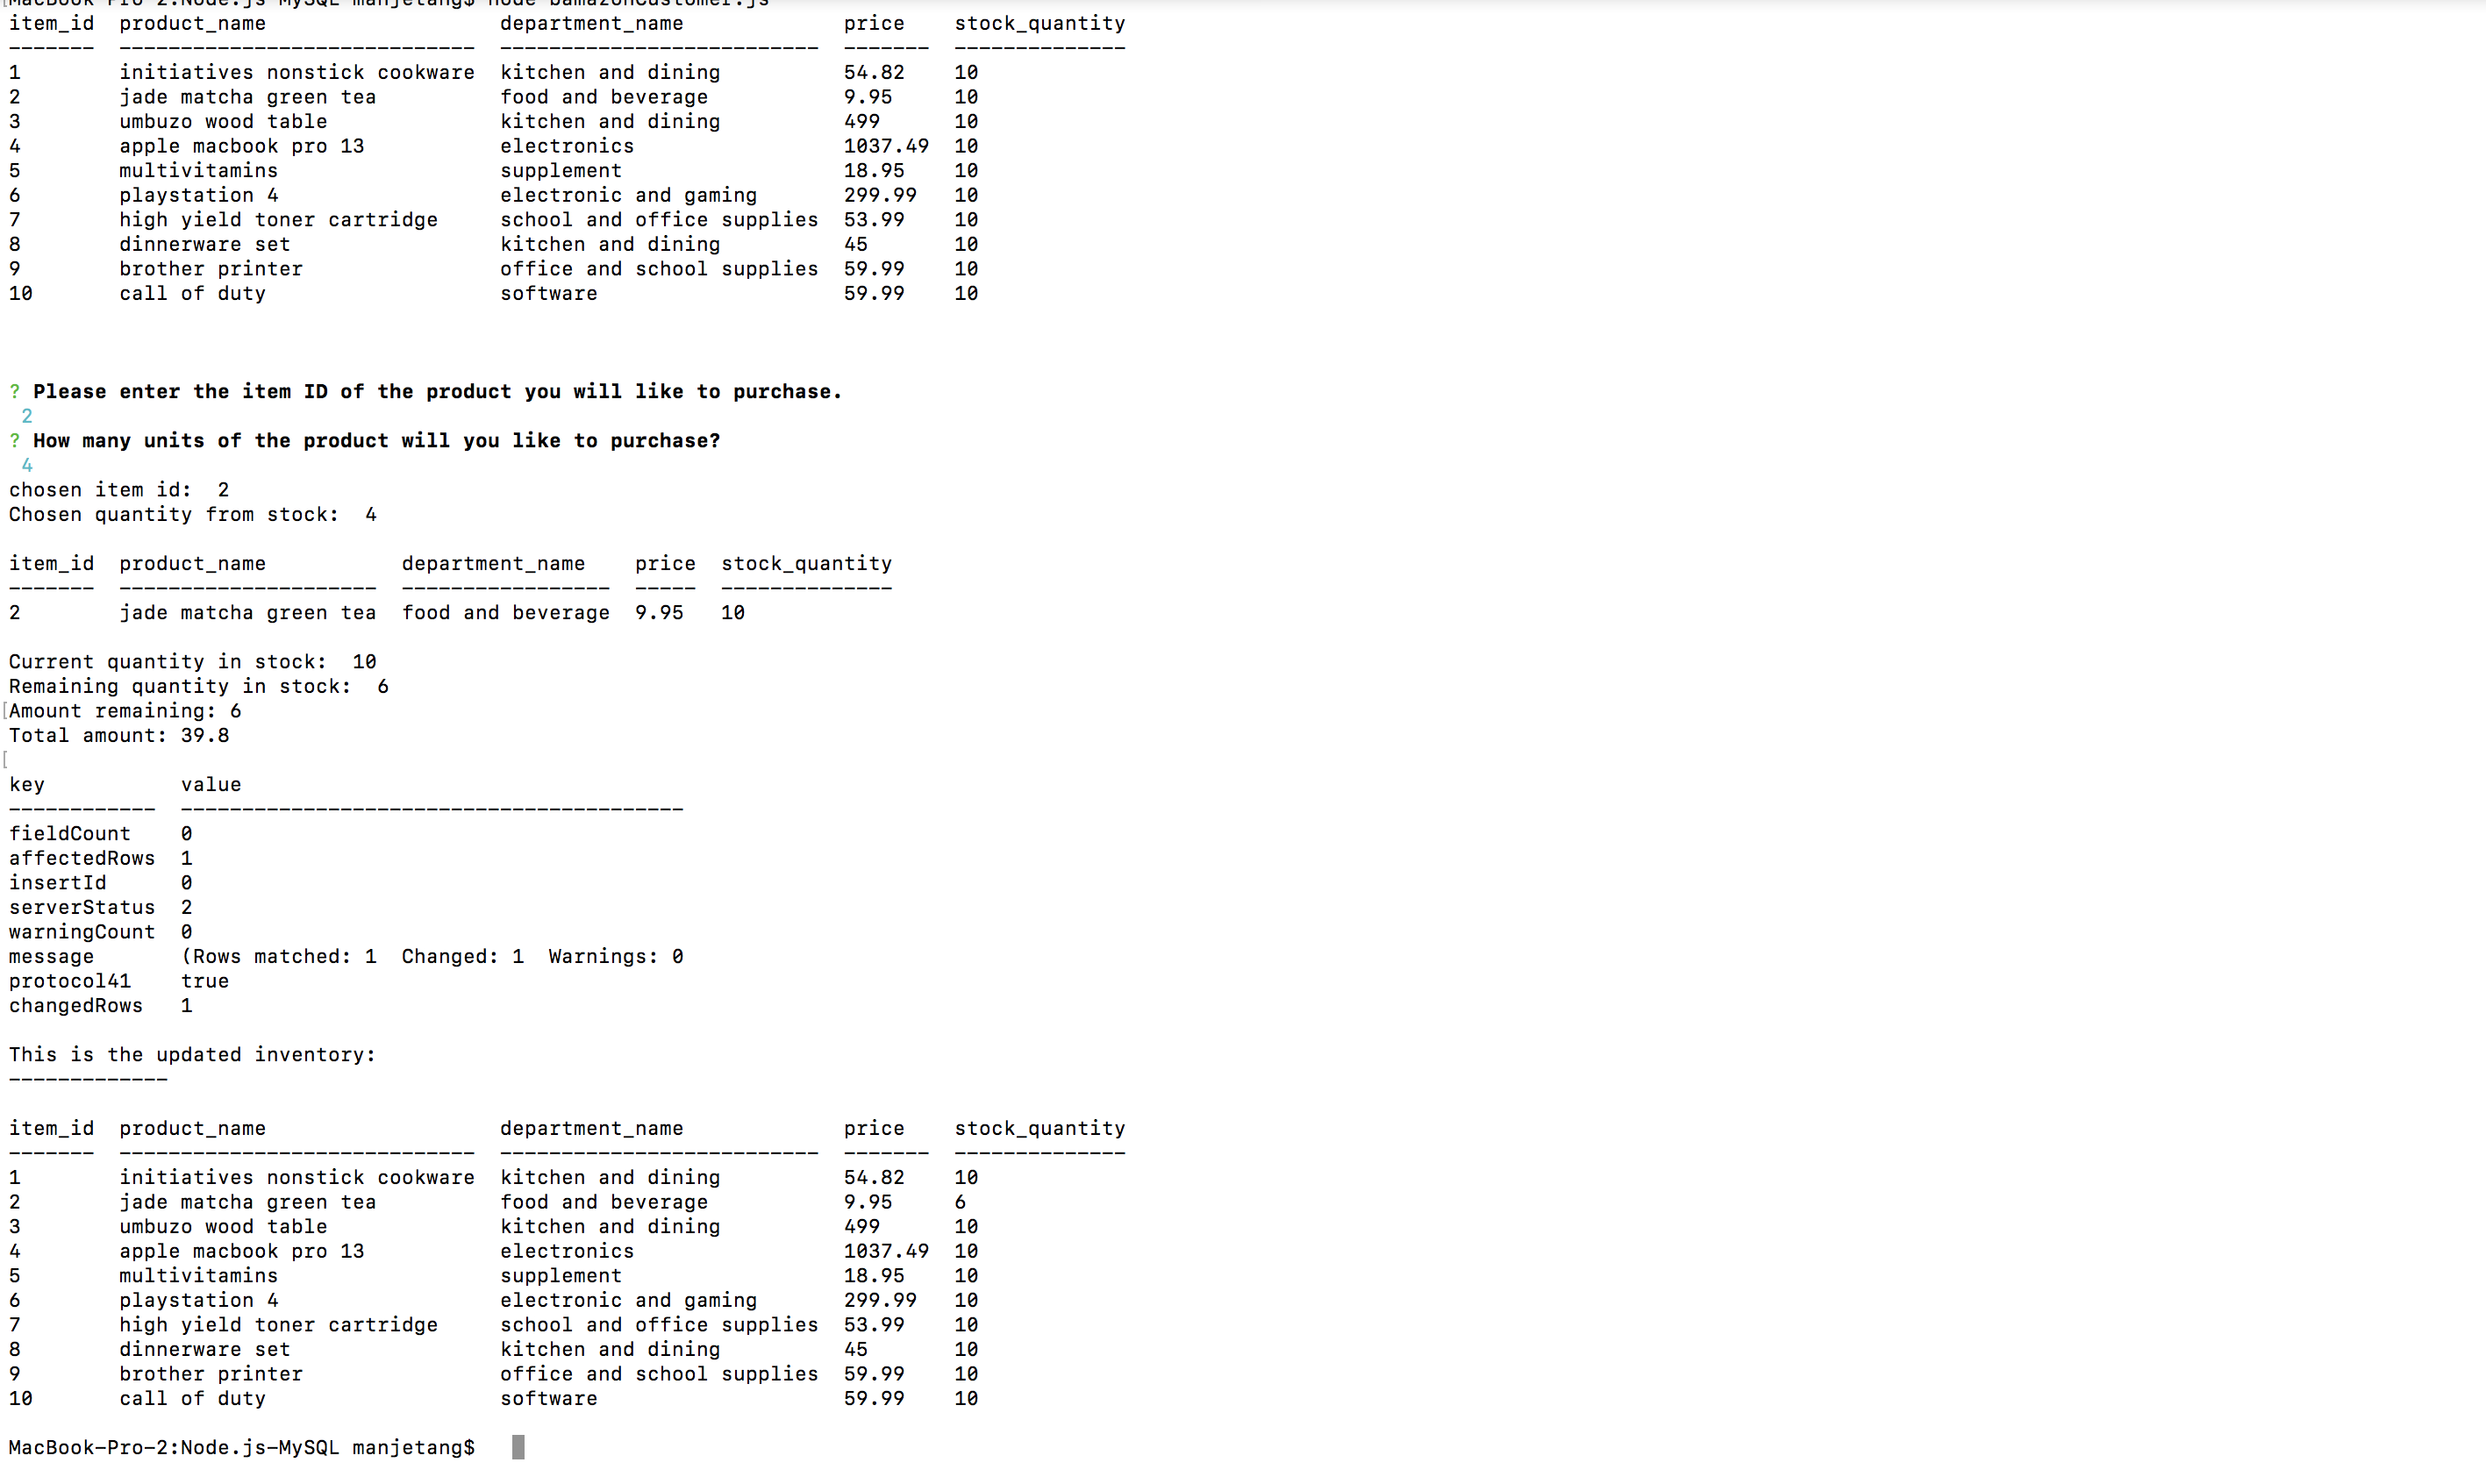 MacBook-Pro-2:Node.js-MySQL manjetang$ node bamazonCustomer.js
item_id  product_name                   department_name             price    stock_quantity
-------  -----------------------------  --------------------------  -------  --------------
1        initiatives nonstick cookware  kitchen and dining          54.82    10
2        jade matcha green tea          food and beverage           9.95     10
3        umbuzo wood table              kitchen and dining          499      10
4        apple macbook pro 13           electronics                 1037.49  10
5        multivitamins                  supplement                  18.95    10
6        playstation 4                  electronic and gaming       299.99   10
7        high yield toner cartridge     school and office supplies  53.99    10
8        dinnerware set                 kitchen and dining          45       10
9        brother printer                office and school supplies  59.99    10
10       call of duty                   software                    59.99    10
? Please enter the item ID of the product you will like to purchase.
 2
? How many units of the product will you like to purchase?
 4
chosen item id:  2
Chosen quantity from stock:  4
item_id  product_name           department_name    price  stock_quantity
-------  ---------------------  -----------------  -----  --------------
2        jade matcha green tea  food and beverage  9.95   10
Current quantity in stock:  10
Remaining quantity in stock:  6
[Amount remaining: 6
Total amount: 39.8
[
key           value
------------  -----------------------------------------
fieldCount    0
affectedRows  1
insertId      0
serverStatus  2
warningCount  0
message       (Rows matched: 1  Changed: 1  Warnings: 0
protocol41    true
changedRows   1
This is the updated inventory:
-------------
item_id  product_name                   department_name             price    stock_quantity
-------  -----------------------------  --------------------------  -------  --------------
1        initiatives nonstick cookware  kitchen and dining          54.82    10
2        jade matcha green tea          food and beverage           9.95     6
3        umbuzo wood table              kitchen and dining          499      10
4        apple macbook pro 13           electronics                 1037.49  10
5        multivitamins                  supplement                  18.95    10
6        playstation 4                  electronic and gaming       299.99   10
7        high yield toner cartridge     school and office supplies  53.99    10
8        dinnerware set                 kitchen and dining          45       10
9        brother printer                office and school supplies  59.99    10
10       call of duty                   software                    59.99    10
MacBook-Pro-2:Node.js-MySQL manjetang$